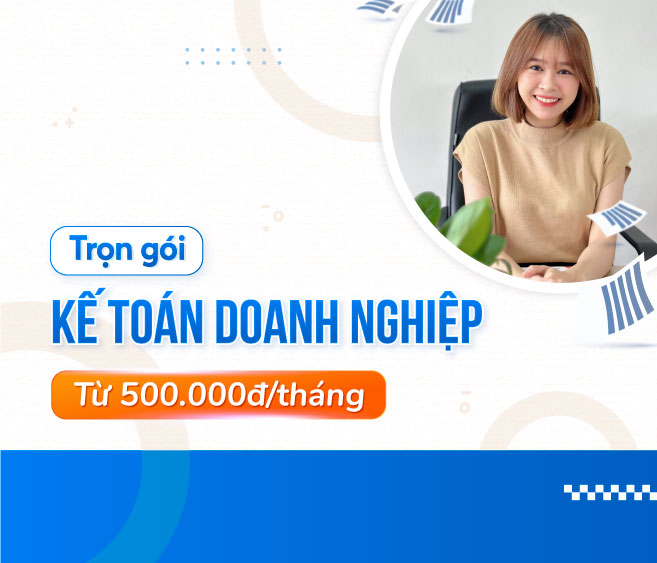 Trọn gói
KẾ TOÁN DOANH NGHIỆP
Từ 500.000đ/tháng